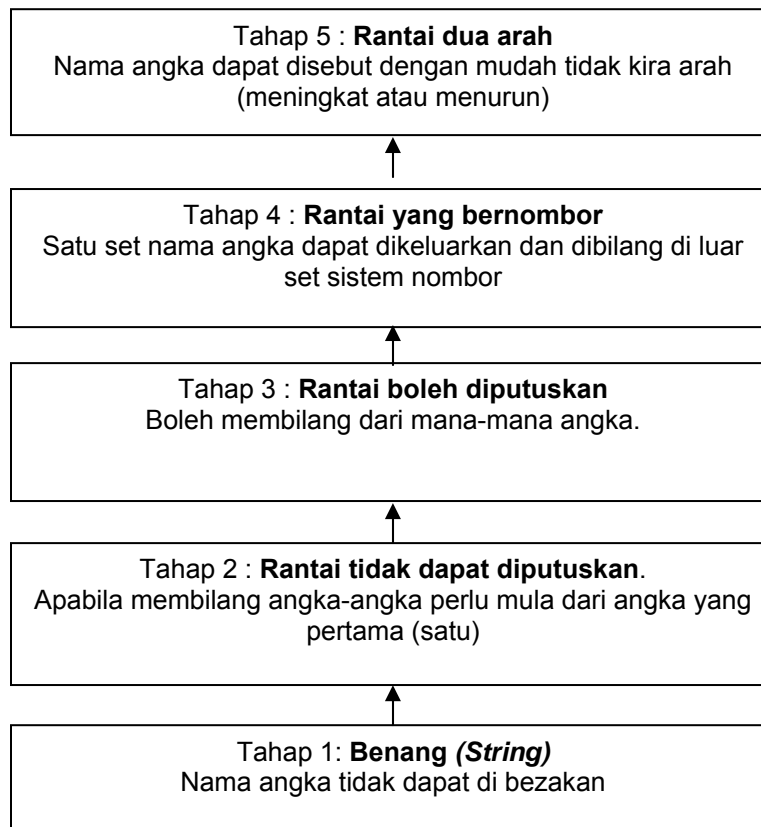 Tahap 5 : Rantai dua arah
Nama angka dapat disebut dengan mudah tidak kira arah
(meningkat atau menurun)
Tahap 4 : Rantai yang bernombor
Satu set nama angka dapat dikeluarkan dan dibilang di luar
set sistem nombor
Tahap 3 : Rantai boleh diputuskan
Boleh membilang dari mana-mana angka.
Tahap 2 : Rantai tidak dapat diputuskan.
Apabila membilang angka-angka perlu mula dari angka yang
pertama (satu)
Tahap 1: Benang (String)
Nama angka tidak dapat di bezakan